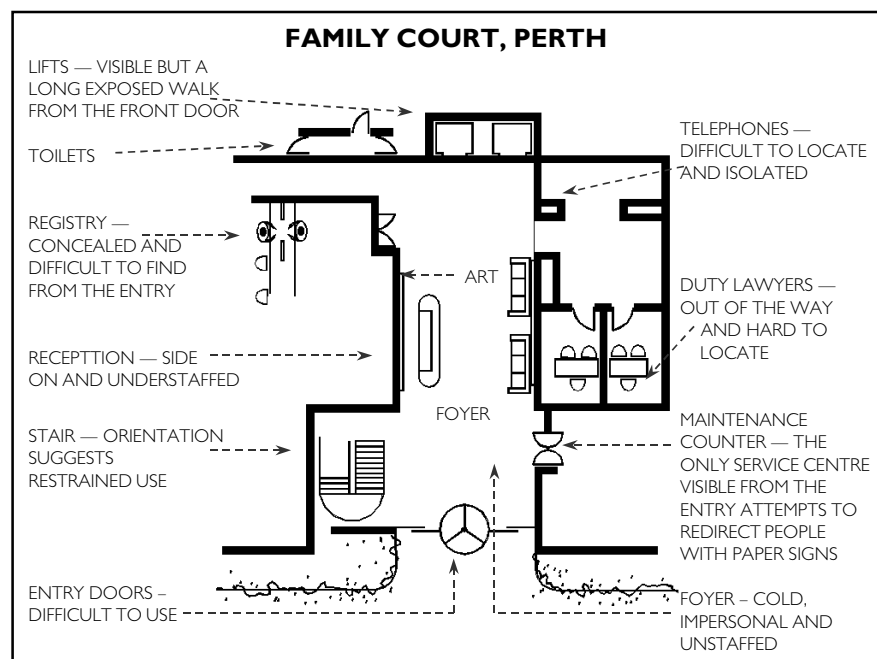 FAMILY COURT, PERTH
LIFTS — VISIBLE BUT A
LONG EXPOSED WALK
FROM THE FRONT DOOR
TOILETS
REGISTRY —
CONCEALED AND
DIFFICULT TO FIND
FROM THE ENTRY
RECEPTTION — SIDE
ON AND UNDERSTAFFED
STAIR — ORIENTATION
SUGGESTS
RESTRAINED USE
ENTRY DOORS –
DIFFICULT TO USE
ART
FOYER
TELEPHONES —
DIFFICULT TO LOCATE
AND ISOLATED
DUTY LAWYERS —
OUT OF THE WAY
AND HARD TO
LOCATE
MAINTENANCE
COUNTER — THE
ONLY SERVICE CENTRE
VISIBLE FROM THE
ENTRY ATTEMPTS TO
REDIRECT PEOPLE
WITH PAPER SIGNS
FOYER – COLD,
IMPERSONAL AND
UNSTAFFED